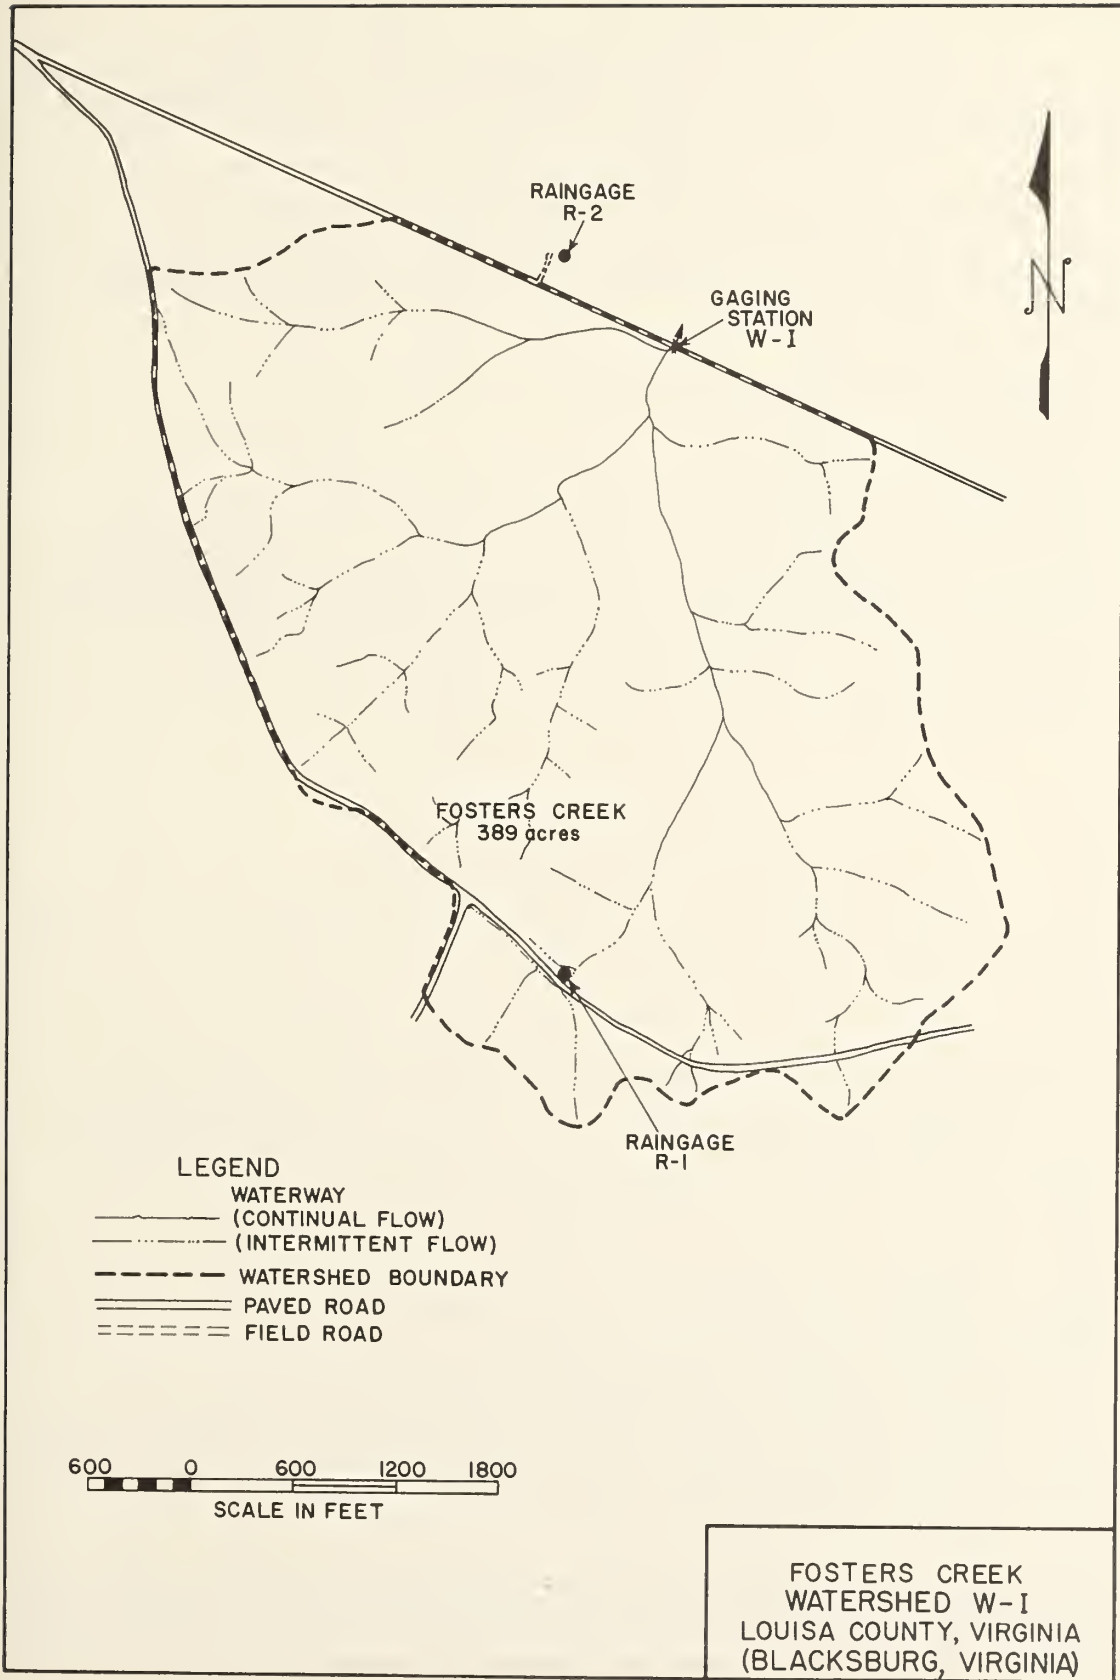 RAINGAGE
R-2
GAGING
STATION
W-I
N
FOSTERS CREEK
389 acres
RAINGAGE
R-I
LEGEND
WATERWAY
(CONTINUAL FLOW)
(INTERMITTENT FLOW)
WATERSHED BOUNDARY
PAVED ROAD
FIELD ROAD
600 0 600 1200 1800
SCALE IN FEET
FOSTERS CREEK
WATERSHED W-I
LOUISA COUNTY, VIRGINIA
(BLACKSBURG, VIRGINIA)